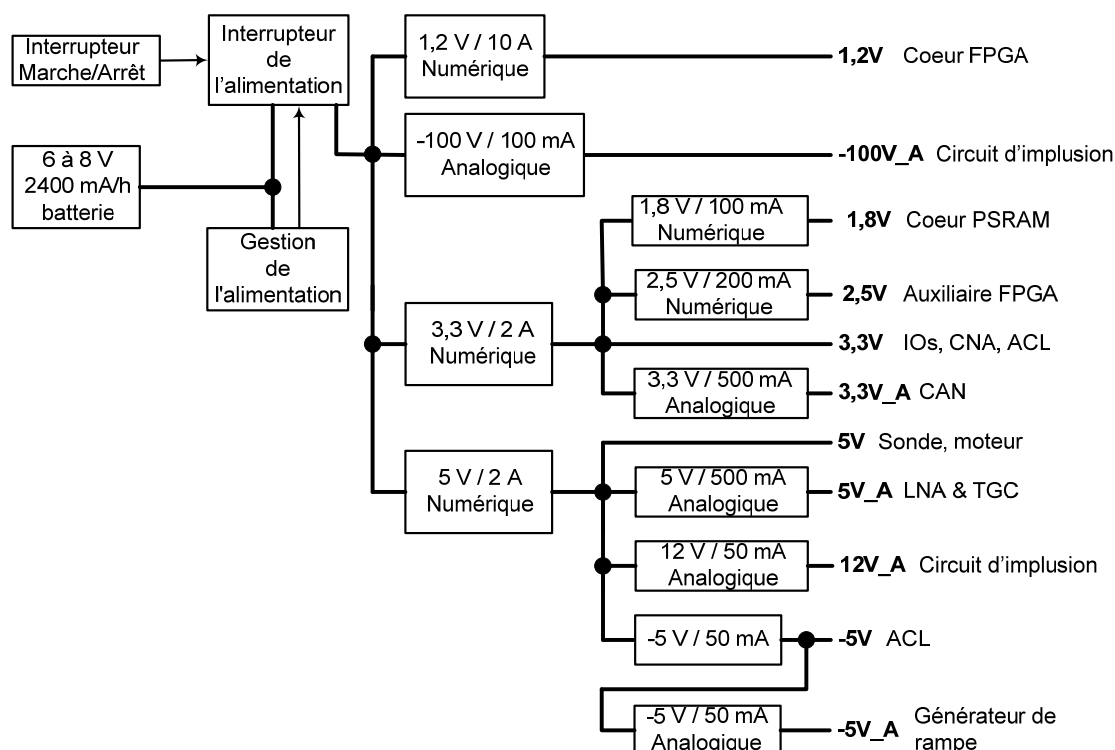 Interrupteur
Marche/Arrêt
Interrupteur
de
l'alimentation
6 à 8 V
2400 mA/h
batterie
Gestion
de
l'alimentation
1,2 V / 10 A
Numérique
1,2V Coeur FPGA
-100 V / 100 mA
Analogique
-100V_A Circuit d'implusion
1,8 V / 100 mA
Numérique
1,8V Coeur PSRAM
2,5 V / 200 mA
Numérique
2,5V Auxiliaire FPGA
3,3 V / 2 A
Numérique
3,3V IOs, CNA, ACL
3,3 V / 500 mA
Analogique
3,3V_A CAN
5V Sonde, moteur
5 V / 2 A
Numérique
5 V / 500 mA
Analogique
5V_A LNA & TGC
12 V / 50 mA
Analogique
12V_A Circuit d'implusion
-5 V / 50 mA
-5V ACL
-5 V / 50 mA
Analogique
-5V_A Générateur de
rampe